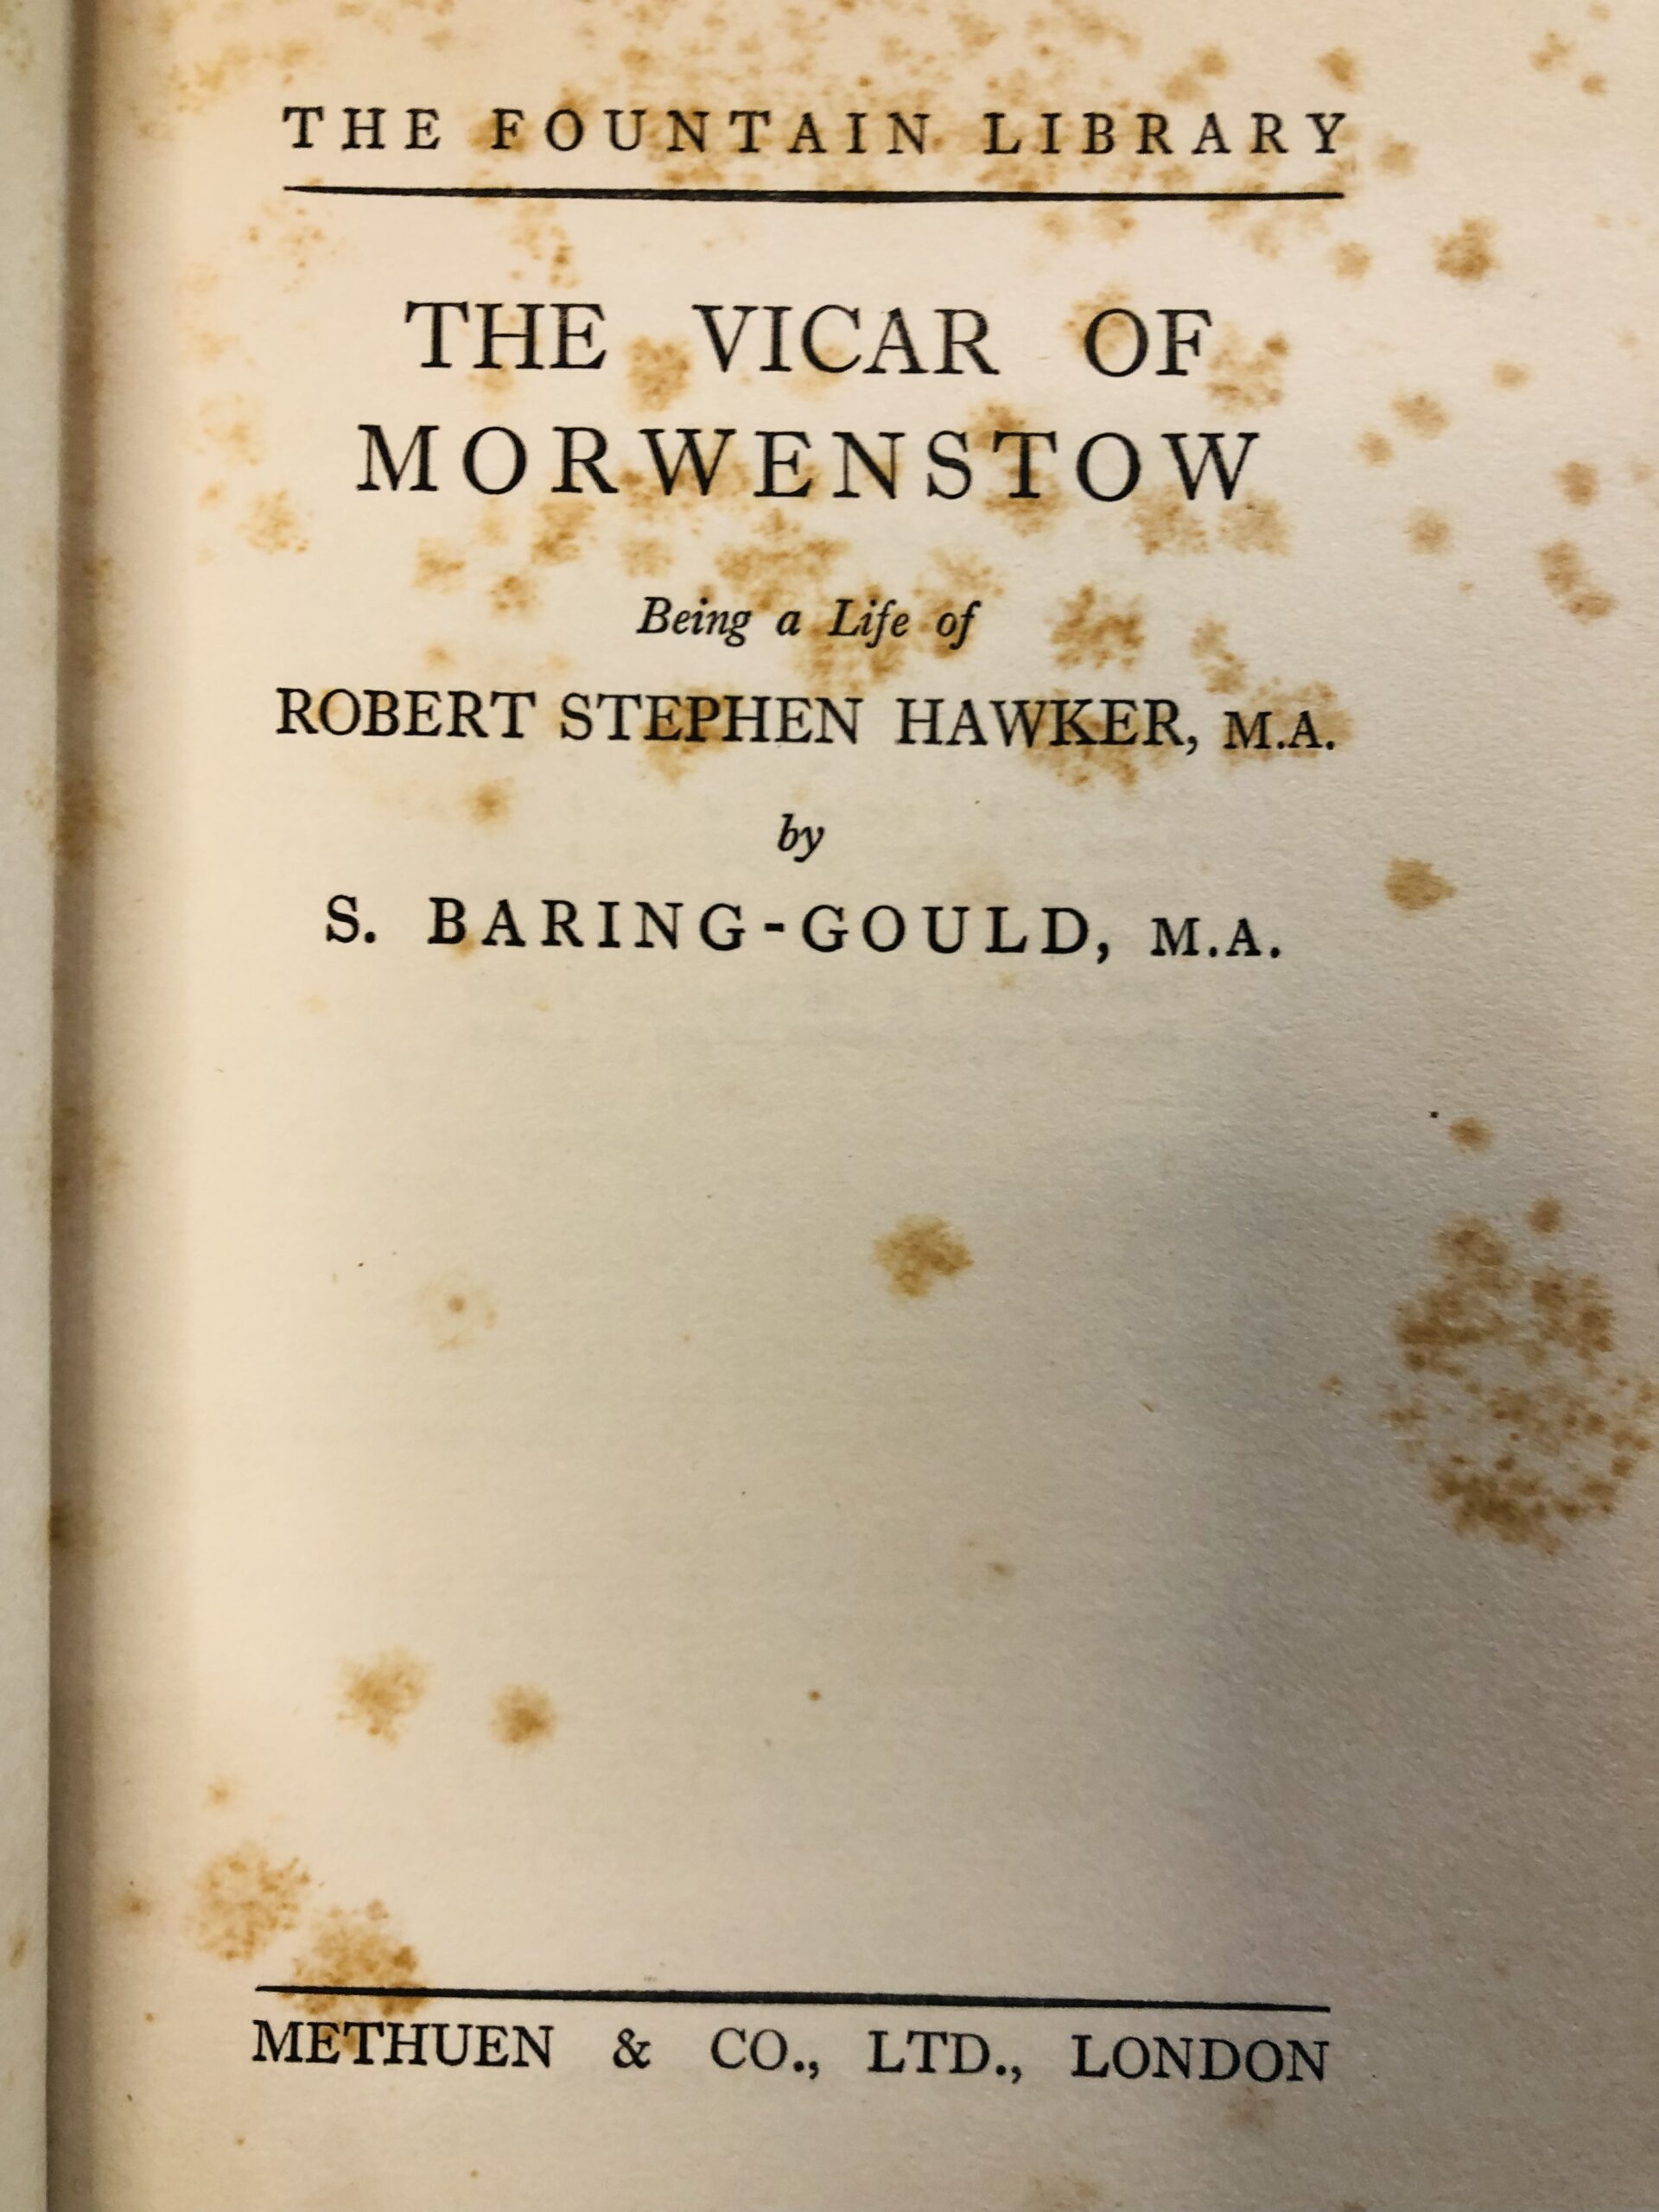 THE FOUNTAIN LIBRARY
THE VICAR OF
MORWENSTOW
Being a Life of
ROBERT STEPHEN HAWKER, M.A.
by
S. BARING-GOULD, M.A.
METHUEN & CO., LTD., LONDON